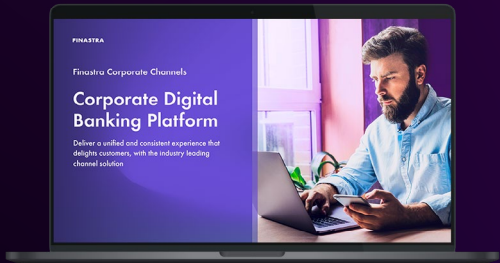 FINASTRA
Finastra Corporate Channels
Corporate Digital
Banking Platform
Deliver a unified and consistent experience that
delights customers, with the industry leading
channel solution